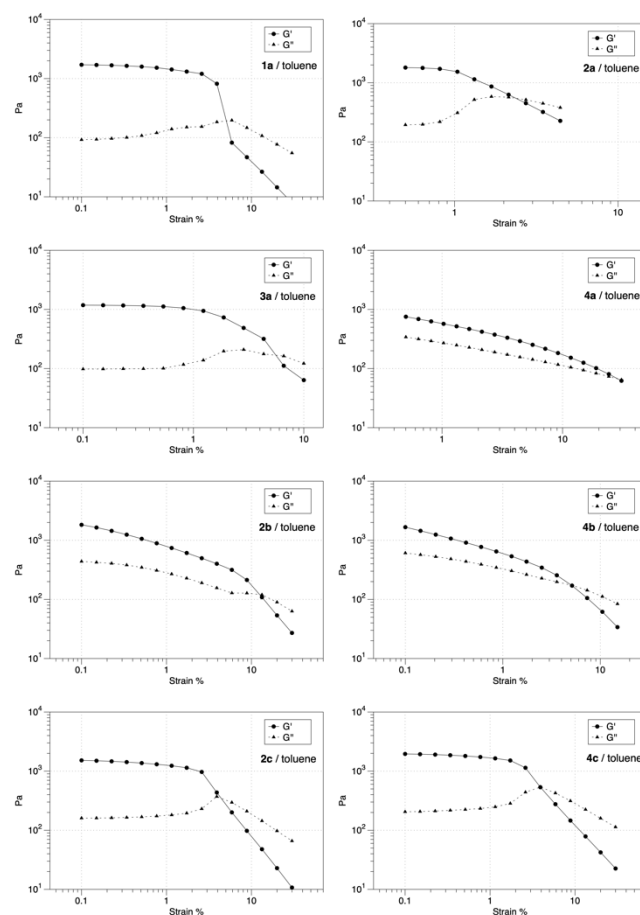 10⁴
G'
G"
1a / toluene
10³
Pa
10²
10¹
0.1
1
10
Strain %
10⁴
G'
G"
2a / toluene
10³
Pa
10²
10¹
1
10
Strain %
10⁴
G'
G"
3a / toluene
10³
Pa
10²
10¹
0.1
1
10
Strain %
10⁴
G'
G"
4a / toluene
10³
Pa
10²
10¹
1
10
Strain %
10⁴
G'
G"
2b / toluene
10³
Pa
10²
10¹
0.1
1
10
Strain %
10⁴
G'
G"
4b / toluene
10³
Pa
10²
10¹
0.1
1
10
Strain %
10⁴
G'
G"
2c / toluene
10³
Pa
10²
10¹
0.1
1
10
Strain %
10⁴
G'
G"
4c / toluene
10³
Pa
10²
10¹
0.1
1
10
Strain %